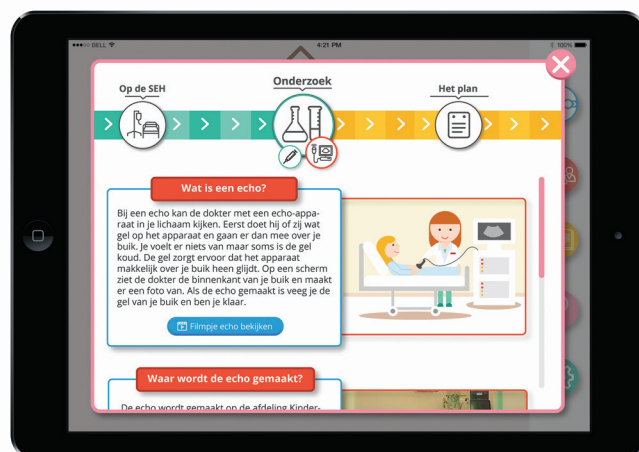 BELL
4:21 PM
100%
Op de SEH
Onderzoek
Het plan
Wat is een echo?
Bij een echo kan de dokter met een echo-appa-
raat in je lichaam kijken. Eerst doet hij of zij wat
gel op het apparaat en gaan er dan mee over je
buik. Je voelt er niets van maar soms is de gel
koud. De gel zorgt ervoor dat het apparaat
makkelijk over je buik heen glijdt. Op een scherm
ziet de dokter de binnenkant van je buik en maakt
er een foto van. Als de echo gemaakt is veeg je de
gel van je buik en ben je klaar.
Filmpje echo bekijken
Waar wordt de echo gemaakt?
De echo wordt gemaakt op de afdeling Kinder-